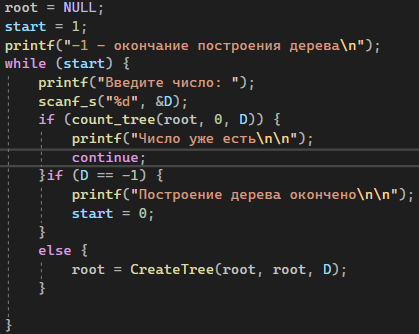 root = NULL;
start = 1;
printf("-1 - окончание построения дерева\n");
while (start) {
printf("Введите число: ");
scanf_s("%d", &D);
if (count_tree(root, 0, D)) {
printf("Число уже есть\n\n");
continue;
}if (D == -1) {
printf("Построение дерева окончено\n\n");
start = 0;
}
else {
root = CreateTree(root, root, D);
}
}